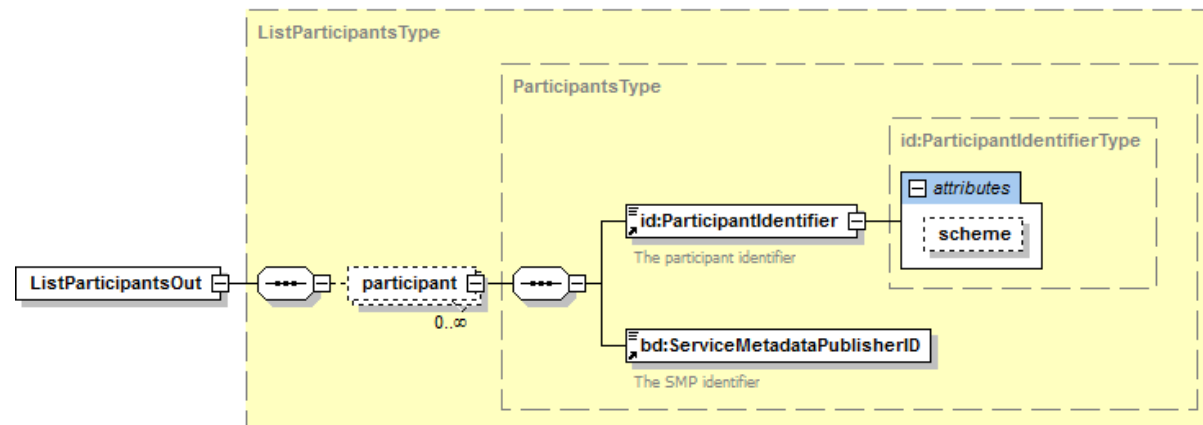 ListParticipantsType
ParticipantsType
id:ParticipantIdentifierType
attributes
id:ParticipantIdentifier
scheme
The participant identifier
ListParticipantsOut
participant
0..∞
bd:ServiceMetadataPublisherID
The SMP identifier